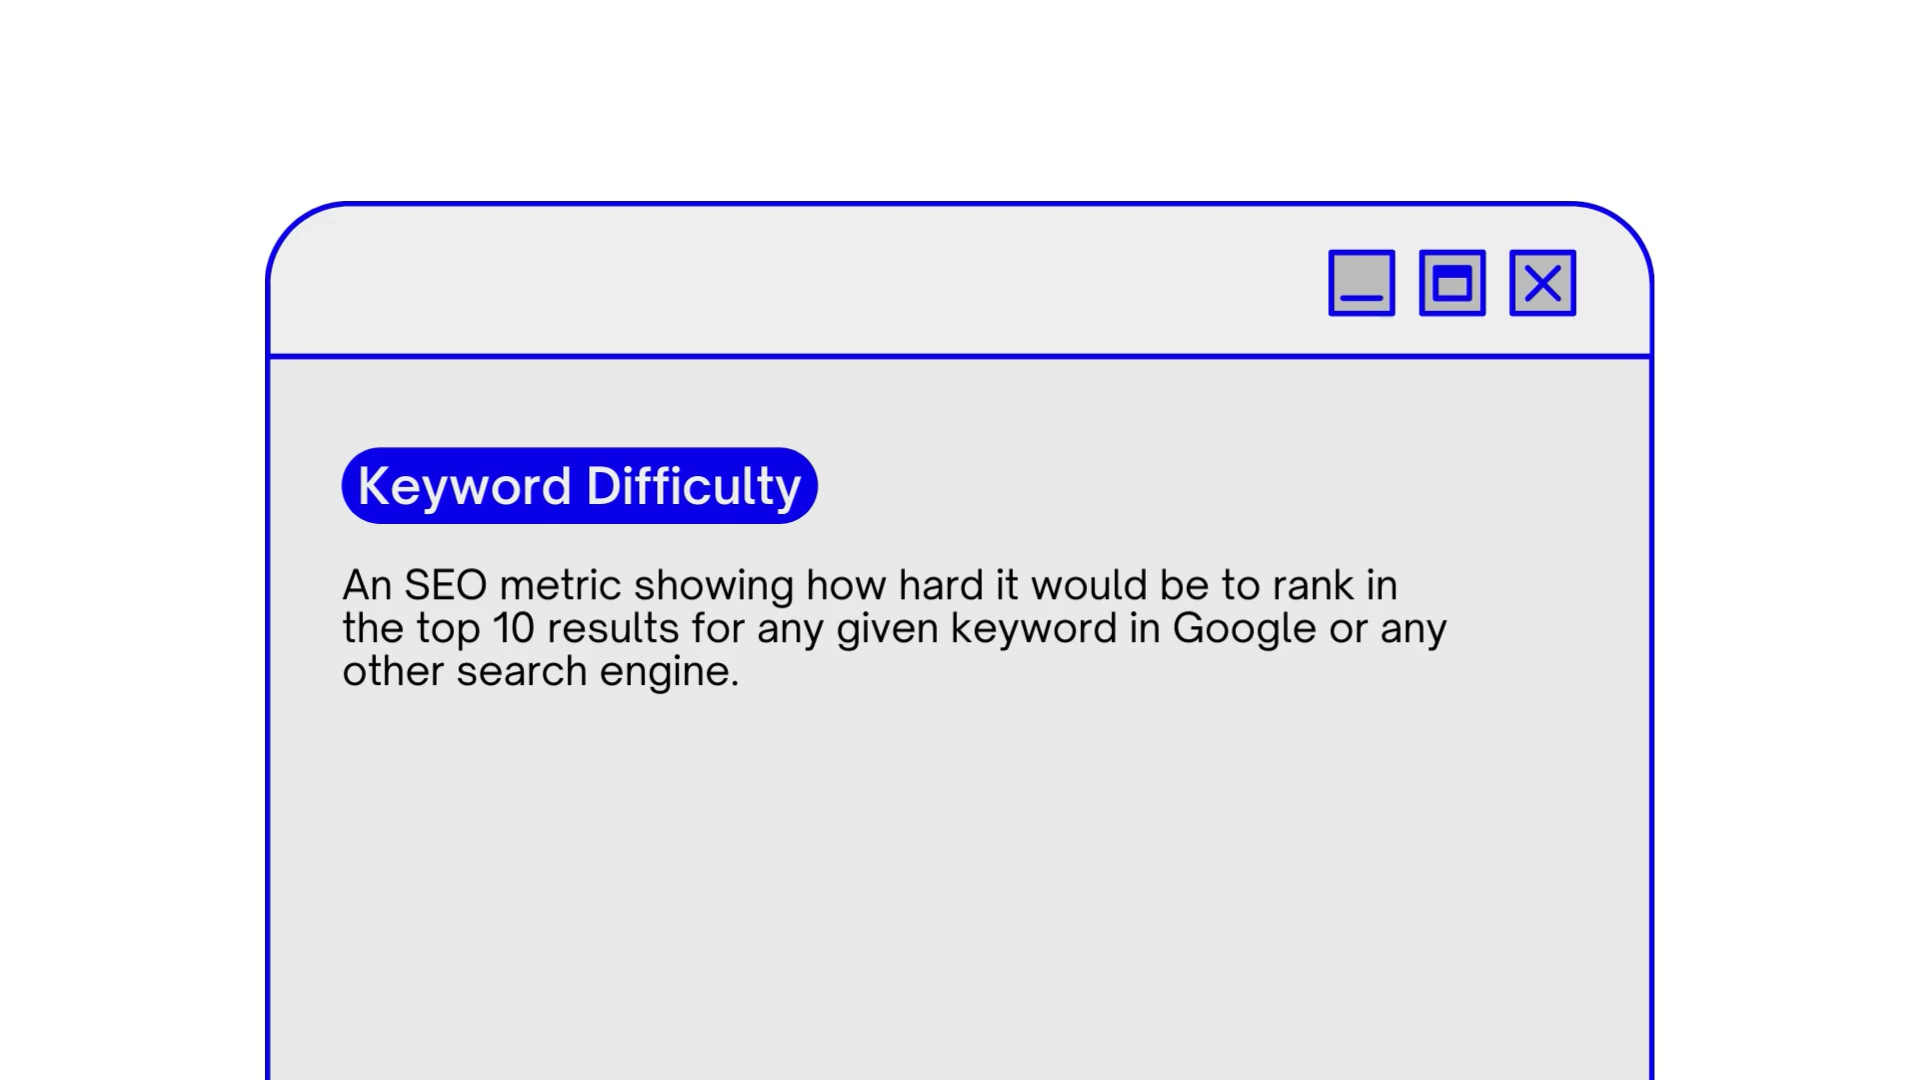 Keyword Difficulty
An SEO metric showing how hard it would be to rank in
the top 10 results for any given keyword in Google or any
other search engine.